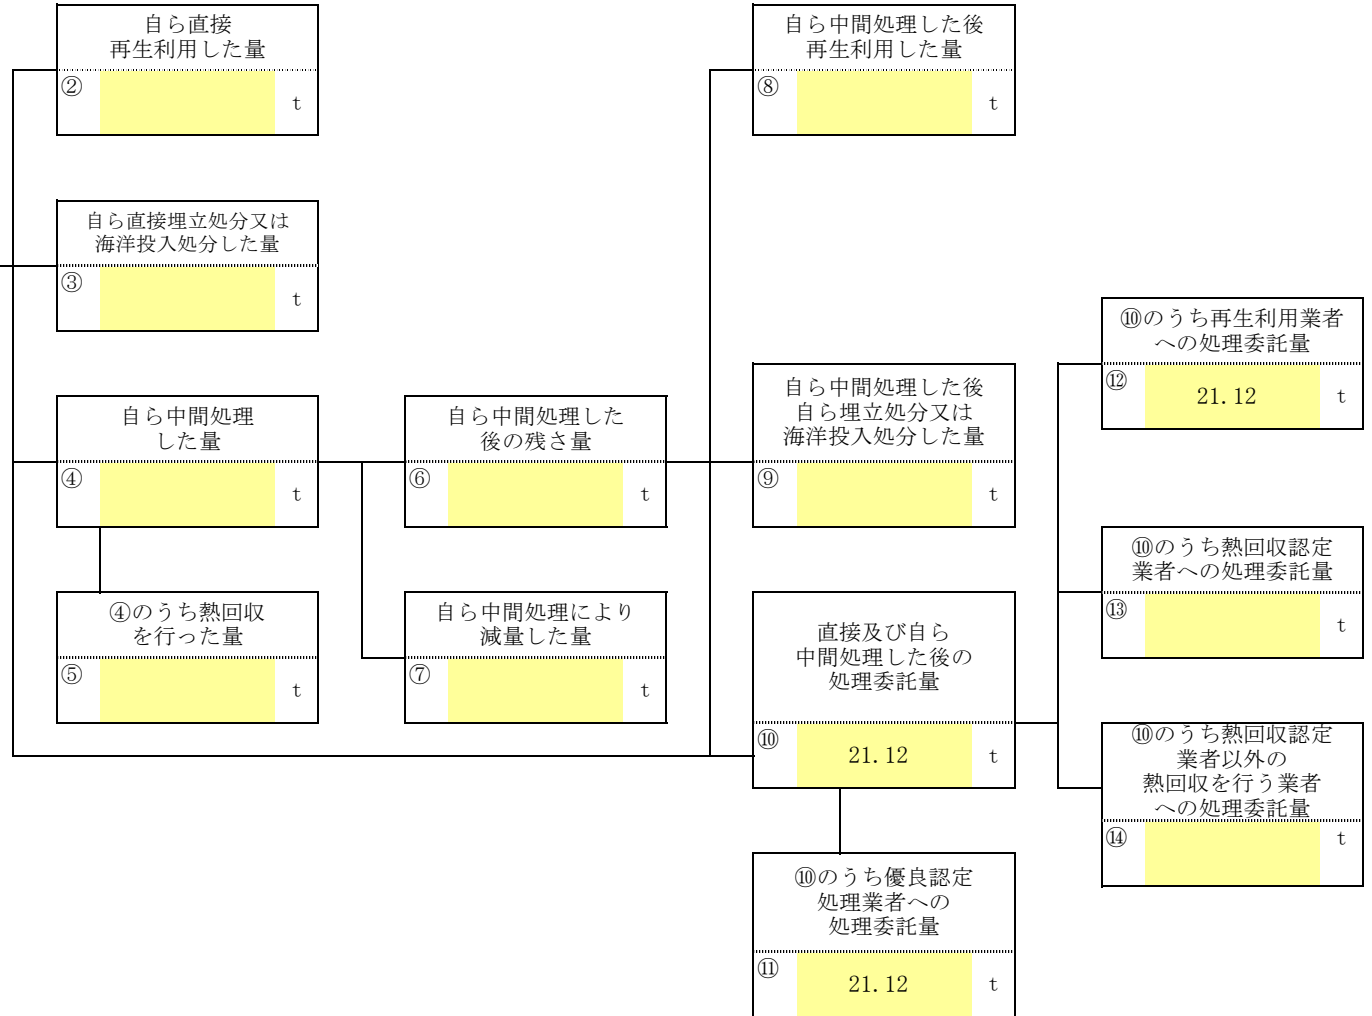 自ら直接
再生利用した量
②
t
自ら中間処理した後
再生利用した量
⑧
t
自ら直接埋立処分又は
海洋投入処分した量
③
t
⑩のうち再生利用業者
への処理委託量
⑫
21.12
t
自ら中間処理
した量
④
t
自ら中間処理した
後の残さ量
⑥
t
自ら中間処理した後
自ら埋立処分又は
海洋投入処分した量
⑨
t
⑩のうち熱回収認定
業者への処理委託量
⑬
t
④のうち熱回収
を行った量
⑤
t
自ら中間処理により
減量した量
⑦
t
直接及び自ら
中間処理した後の
処理委託量
⑩
21.12
t
⑩のうち熱回収認定
業者以外の
熱回収を行う業者
への処理委託量
⑭
t
⑩のうち優良認定
処理業者への
処理委託量
⑪
21.12
t